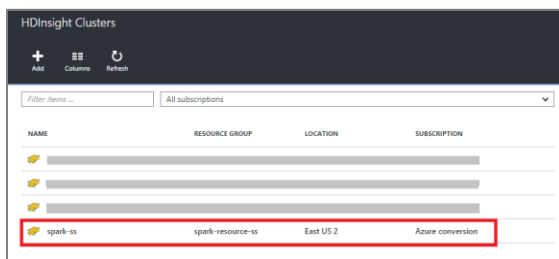 HDInsight Clusters
Add Columns Refresh
Filter items ... All subscriptions
NAME RESOURCE GROUP LOCATION SUBSCRIPTION
spark-ss spark-resource-ss East US 2 Azure conversion